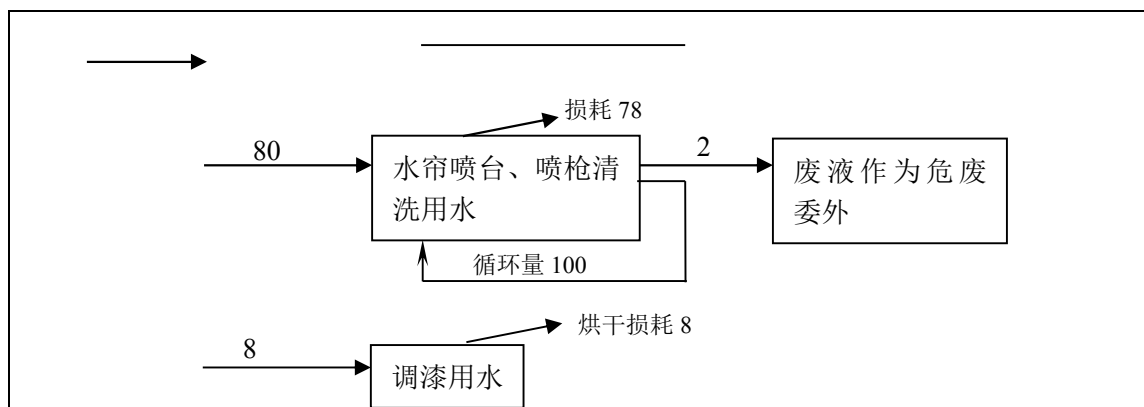 损耗 78
80
水帘喷台、喷枪清
洗用水
2
废液作为危废
委外
循环量 100
烘干损耗 8
8
调漆用水